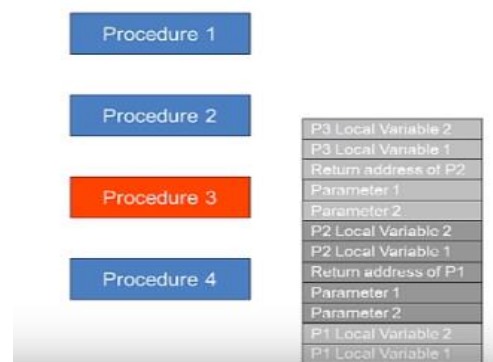 Procedure 1
Procedure 2
Procedure 3
Procedure 4
P3 Local Variable 2
P3 Local Variable 1
Return address of P2
Parameter 1
Parameter 2
P2 Local Variable 2
P2 Local Variable 1
Return address of P1
Parameter 1
Parameter 2
P1 Local Variable 2
P1 Local Variable 1